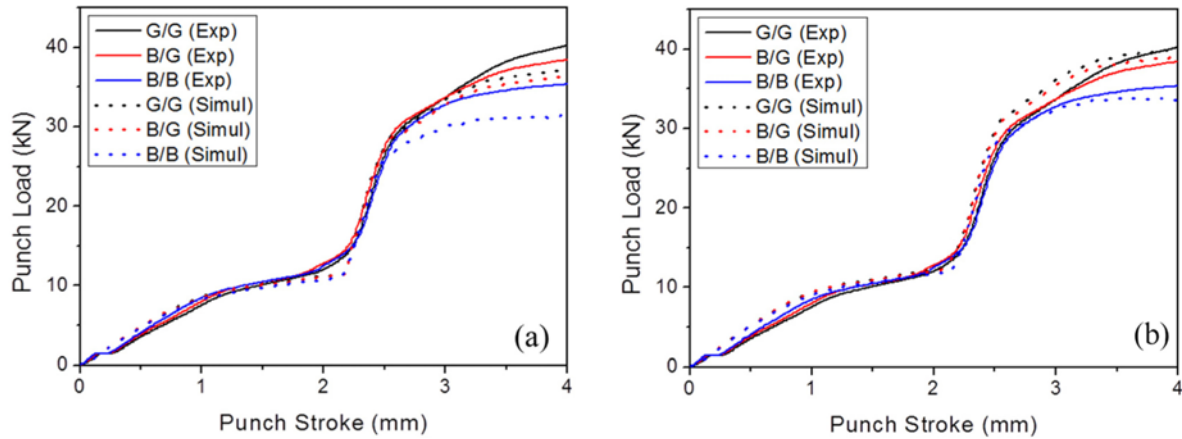 G/G (Exp)
B/G (Exp)
B/B (Exp)
G/G (Simul)
B/G (Simul)
B/B (Simul)
Punch Load (kN)
40
30
20
10
0
0 1 2 3 4
Punch Stroke (mm)
(a)
G/G (Exp)
B/G (Exp)
B/B (Exp)
G/G (Simul)
B/G (Simul)
B/B (Simul)
Punch Load (kN)
40
30
20
10
0
0 1 2 3 4
Punch Stroke (mm)
(b)